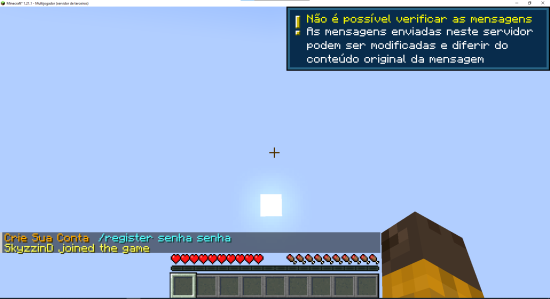 Minecraft 1.21.1 - Multijogador (servidor de terceiros)
Não é possível verificar as mensagens
As mensagens enviadas neste servidor
podem ser modificadas e diferir do
conteúdo original da mensagem
Crie Sua Conta /register senha senha
SkyzzinD joined the game